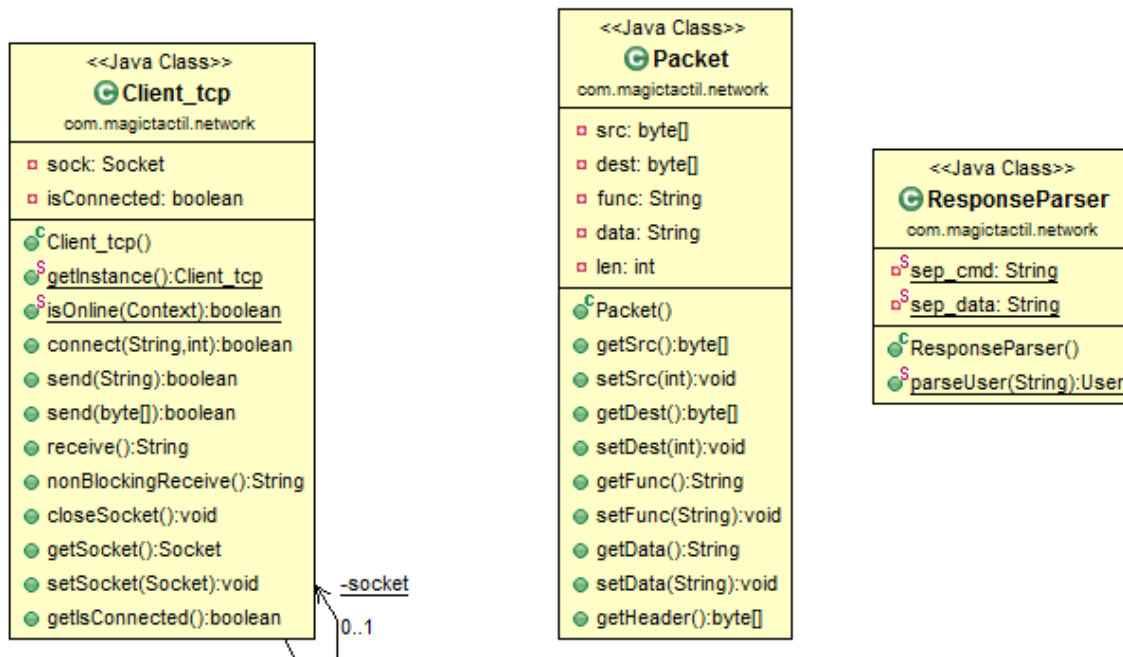 <<Java Class>>
Client_tcp
com.magictactil.network
sock: Socket
isConnected: boolean
Client_tcp()
getInstance():Client_tcp
isOnline(Context):boolean
connect(String,int):boolean
send(String):boolean
send(byte[]):boolean
receive():String
nonBlockingReceive():String
closeSocket():void
getSocket():Socket
setSocket(Socket):void
getIsConnected():boolean
-socket
0..1
<<Java Class>>
Packet
com.magictactil.network
src: byte[]
dest: byte[]
func: String
data: String
len: int
Packet()
getSrc():byte[]
setSrc(int):void
getDest():byte[]
setDest(int):void
getFunc():String
setFunc(String):void
getData():String
setData(String):void
getHeader():byte[]
<<Java Class>>
ResponseParser
com.magictactil.network
sep_cmd: String
sep_data: String
ResponseParser()
parseUser(String):User